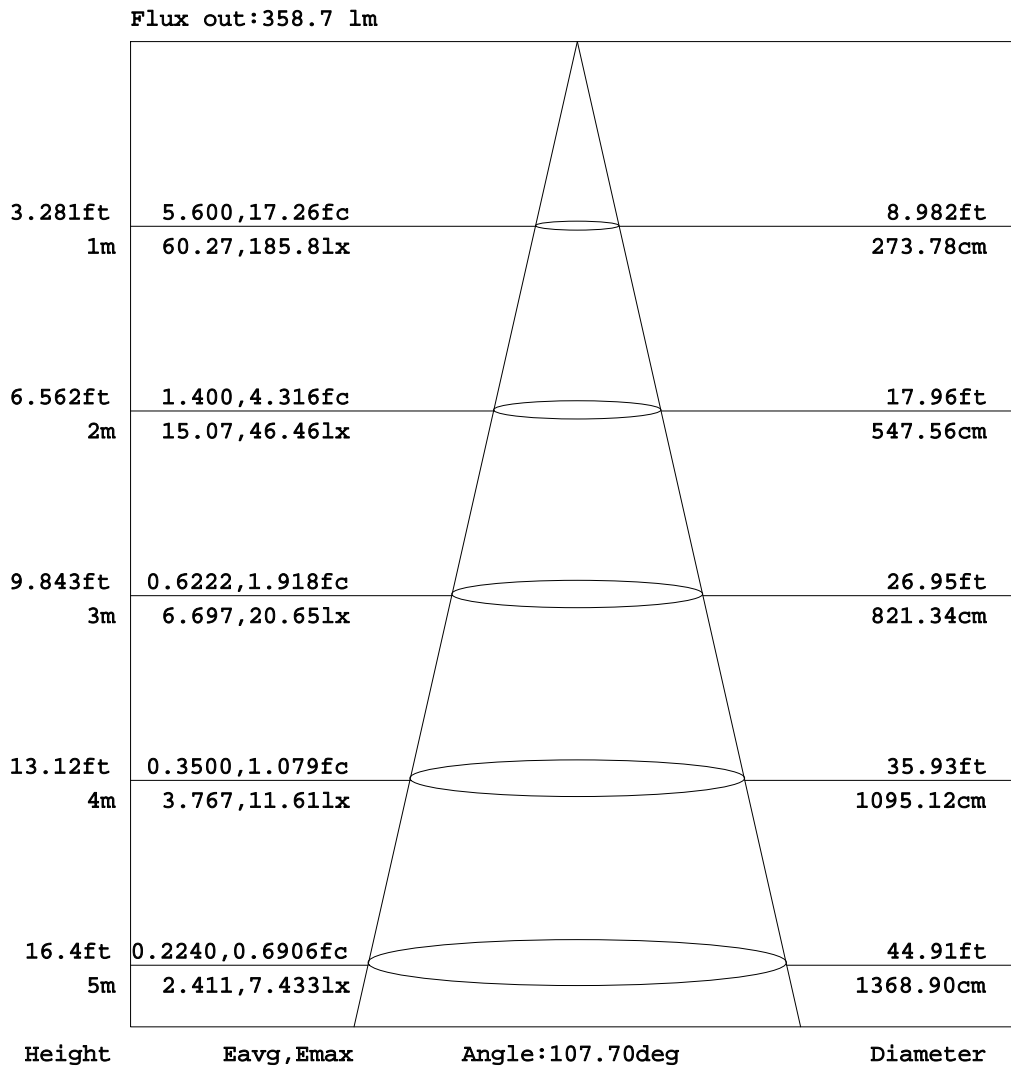 Flux out:358.7 lm
3.281ft 5.600,17.26fc 8.982ft
1m 60.27,185.8lx 273.78cm
6.562ft 1.400,4.316fc 17.96ft
2m 15.07,46.46lx 547.56cm
9.843ft 0.6222,1.918fc 26.95ft
3m 6.697,20.65lx 821.34cm
13.12ft 0.3500,1.079fc 35.93ft
4m 3.767,11.61lx 1095.12cm
16.4ft 0.2240,0.6906fc 44.91ft
5m 2.411,7.433lx 1368.90cm
Height Eavg,Emax Angle:107.70deg Diameter